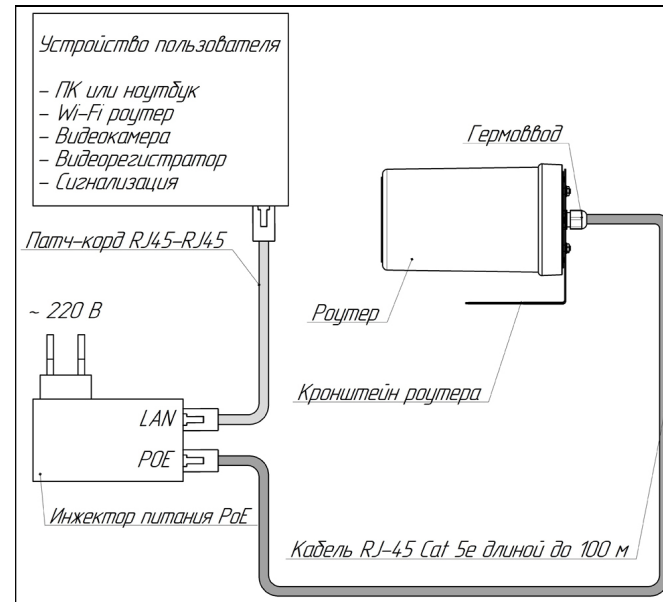 Устройство пользователя
– ПК или ноутбук
– Wi-Fi роутер
– Видеокамера
– Видеорегистратор
– Сигнализация
Гермоввод
Патч-корд RJ45-RJ45
Роутер
~ 220 В
Кронштейн роутера
LAN
POE
Инжектор питания PoE
Кабель RJ-45 Cat 5e длиной до 100 м